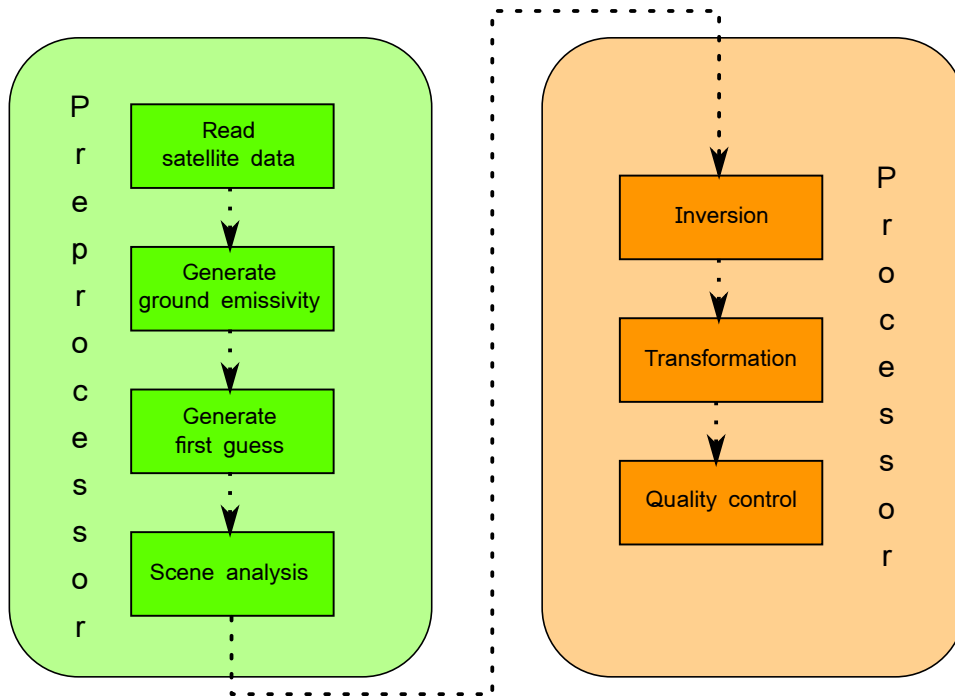 Preprocessor
Read
satellite data
Generate
ground emissivity
Generate
first guess
Scene analysis
Inversion
Transformation
Quality control
Processor